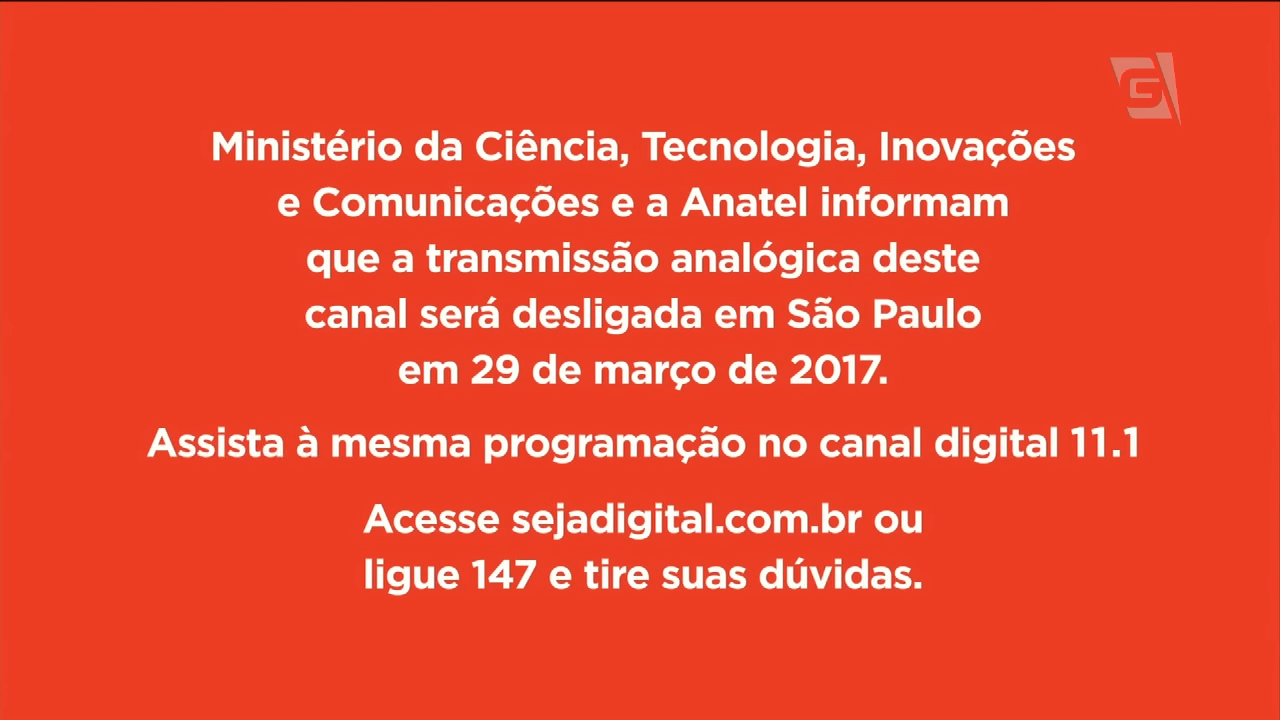 Ministério da Ciência, Tecnologia, Inovações
e Comunicações e a Anatel informam
que a transmissão analógica deste
canal será desligada em São Paulo
em 29 de março de 2017.
Assista à mesma programação no canal digital 11.1
Acesse sejadigital.com.br ou
ligue 147 e tire suas dúvidas.